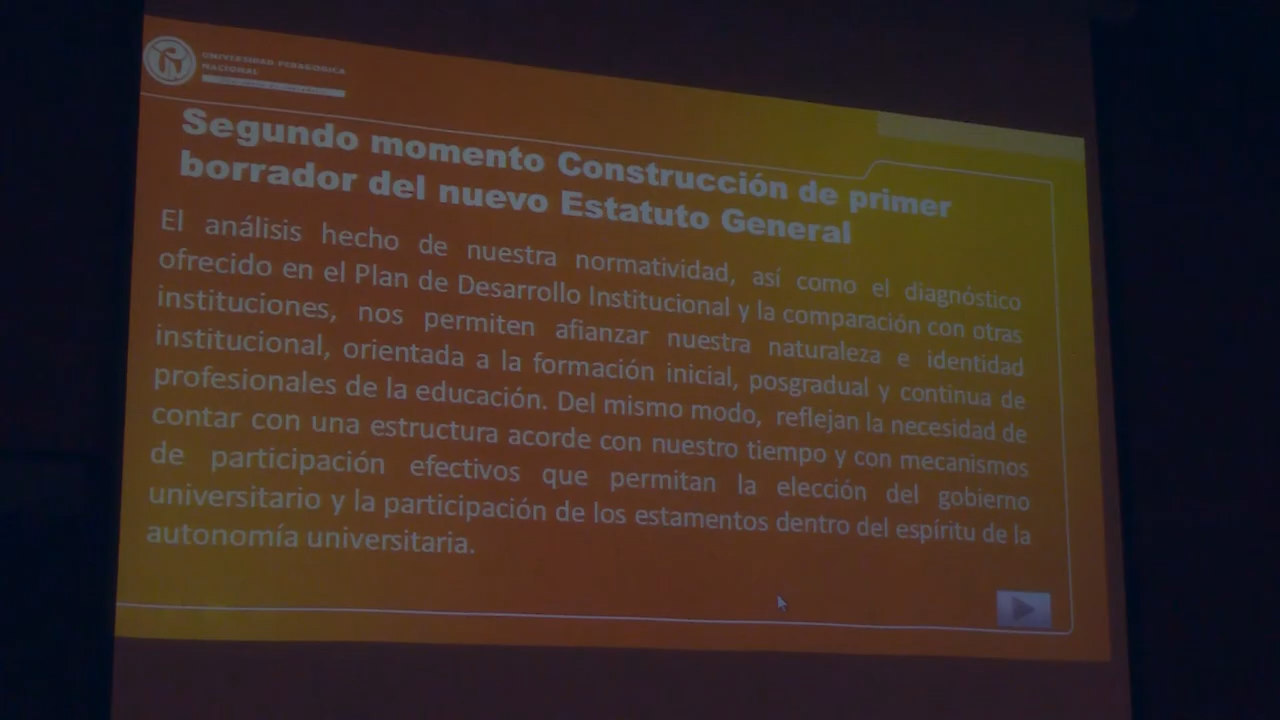 UNIVERSIDAD PEDAGÓGICA
NACIONAL
Segundo momento Construcción de primer
borrador del nuevo Estatuto General
El análisis hecho de nuestra normatividad, así como el diagnóstico
ofrecido en el Plan de Desarrollo Institucional y la comparación con otras
instituciones, nos permiten afianzar nuestra naturaleza e identidad
institucional, orientada a la formación inicial, posgradual y continua de
profesionales de la educación. Del mismo modo, reflejan la necesidad de
contar con una estructura acorde con nuestro tiempo y con mecanismos
de participación efectivos que permitan la elección del gobierno
universitario y la participación de los estamentos dentro del espíritu de la
autonomía universitaria.